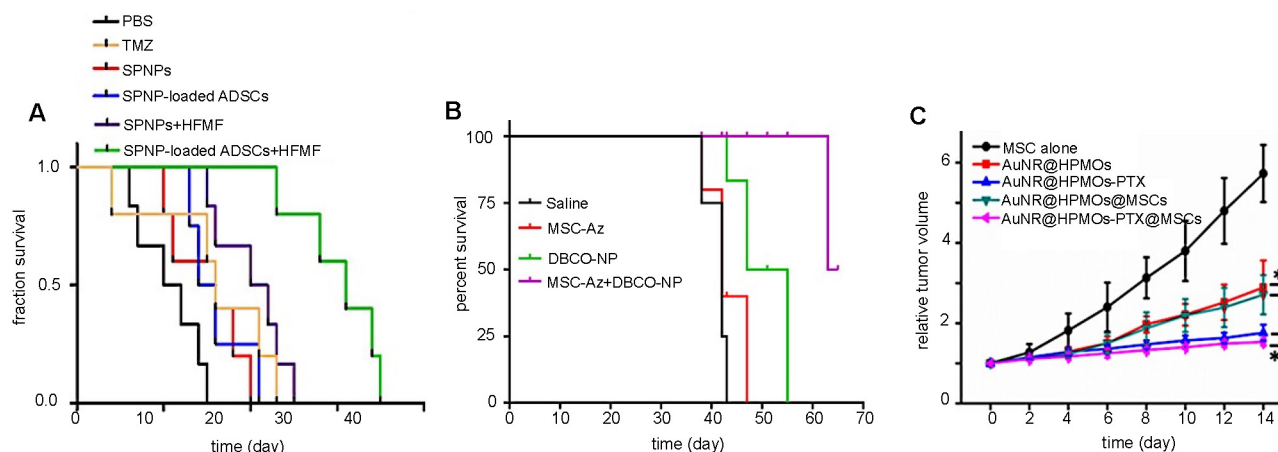 PBS
TMZ
SPNPs
SPNP-loaded ADSCs
SPNPs+HFMF
SPNP-loaded ADSCs+HFMF
A
fraction survival
1.0
0.5
0.0
0 10 20 30 40
time (day)
B
percent survival
100
75
50
25
0
Saline
MSC-Az
DBCO-NP
MSC-Az+DBCO-NP
0 10 20 30 40 50 60 70
time (day)
C
relative tumor volume
6
4
2
0
MSC alone
AuNR@HPMOs
AuNR@HPMOs-PTX
AuNR@HPMOs@MSCs
AuNR@HPMOs-PTX@MSCs
*
*
0 2 4 6 8 10 12 14
time (day)